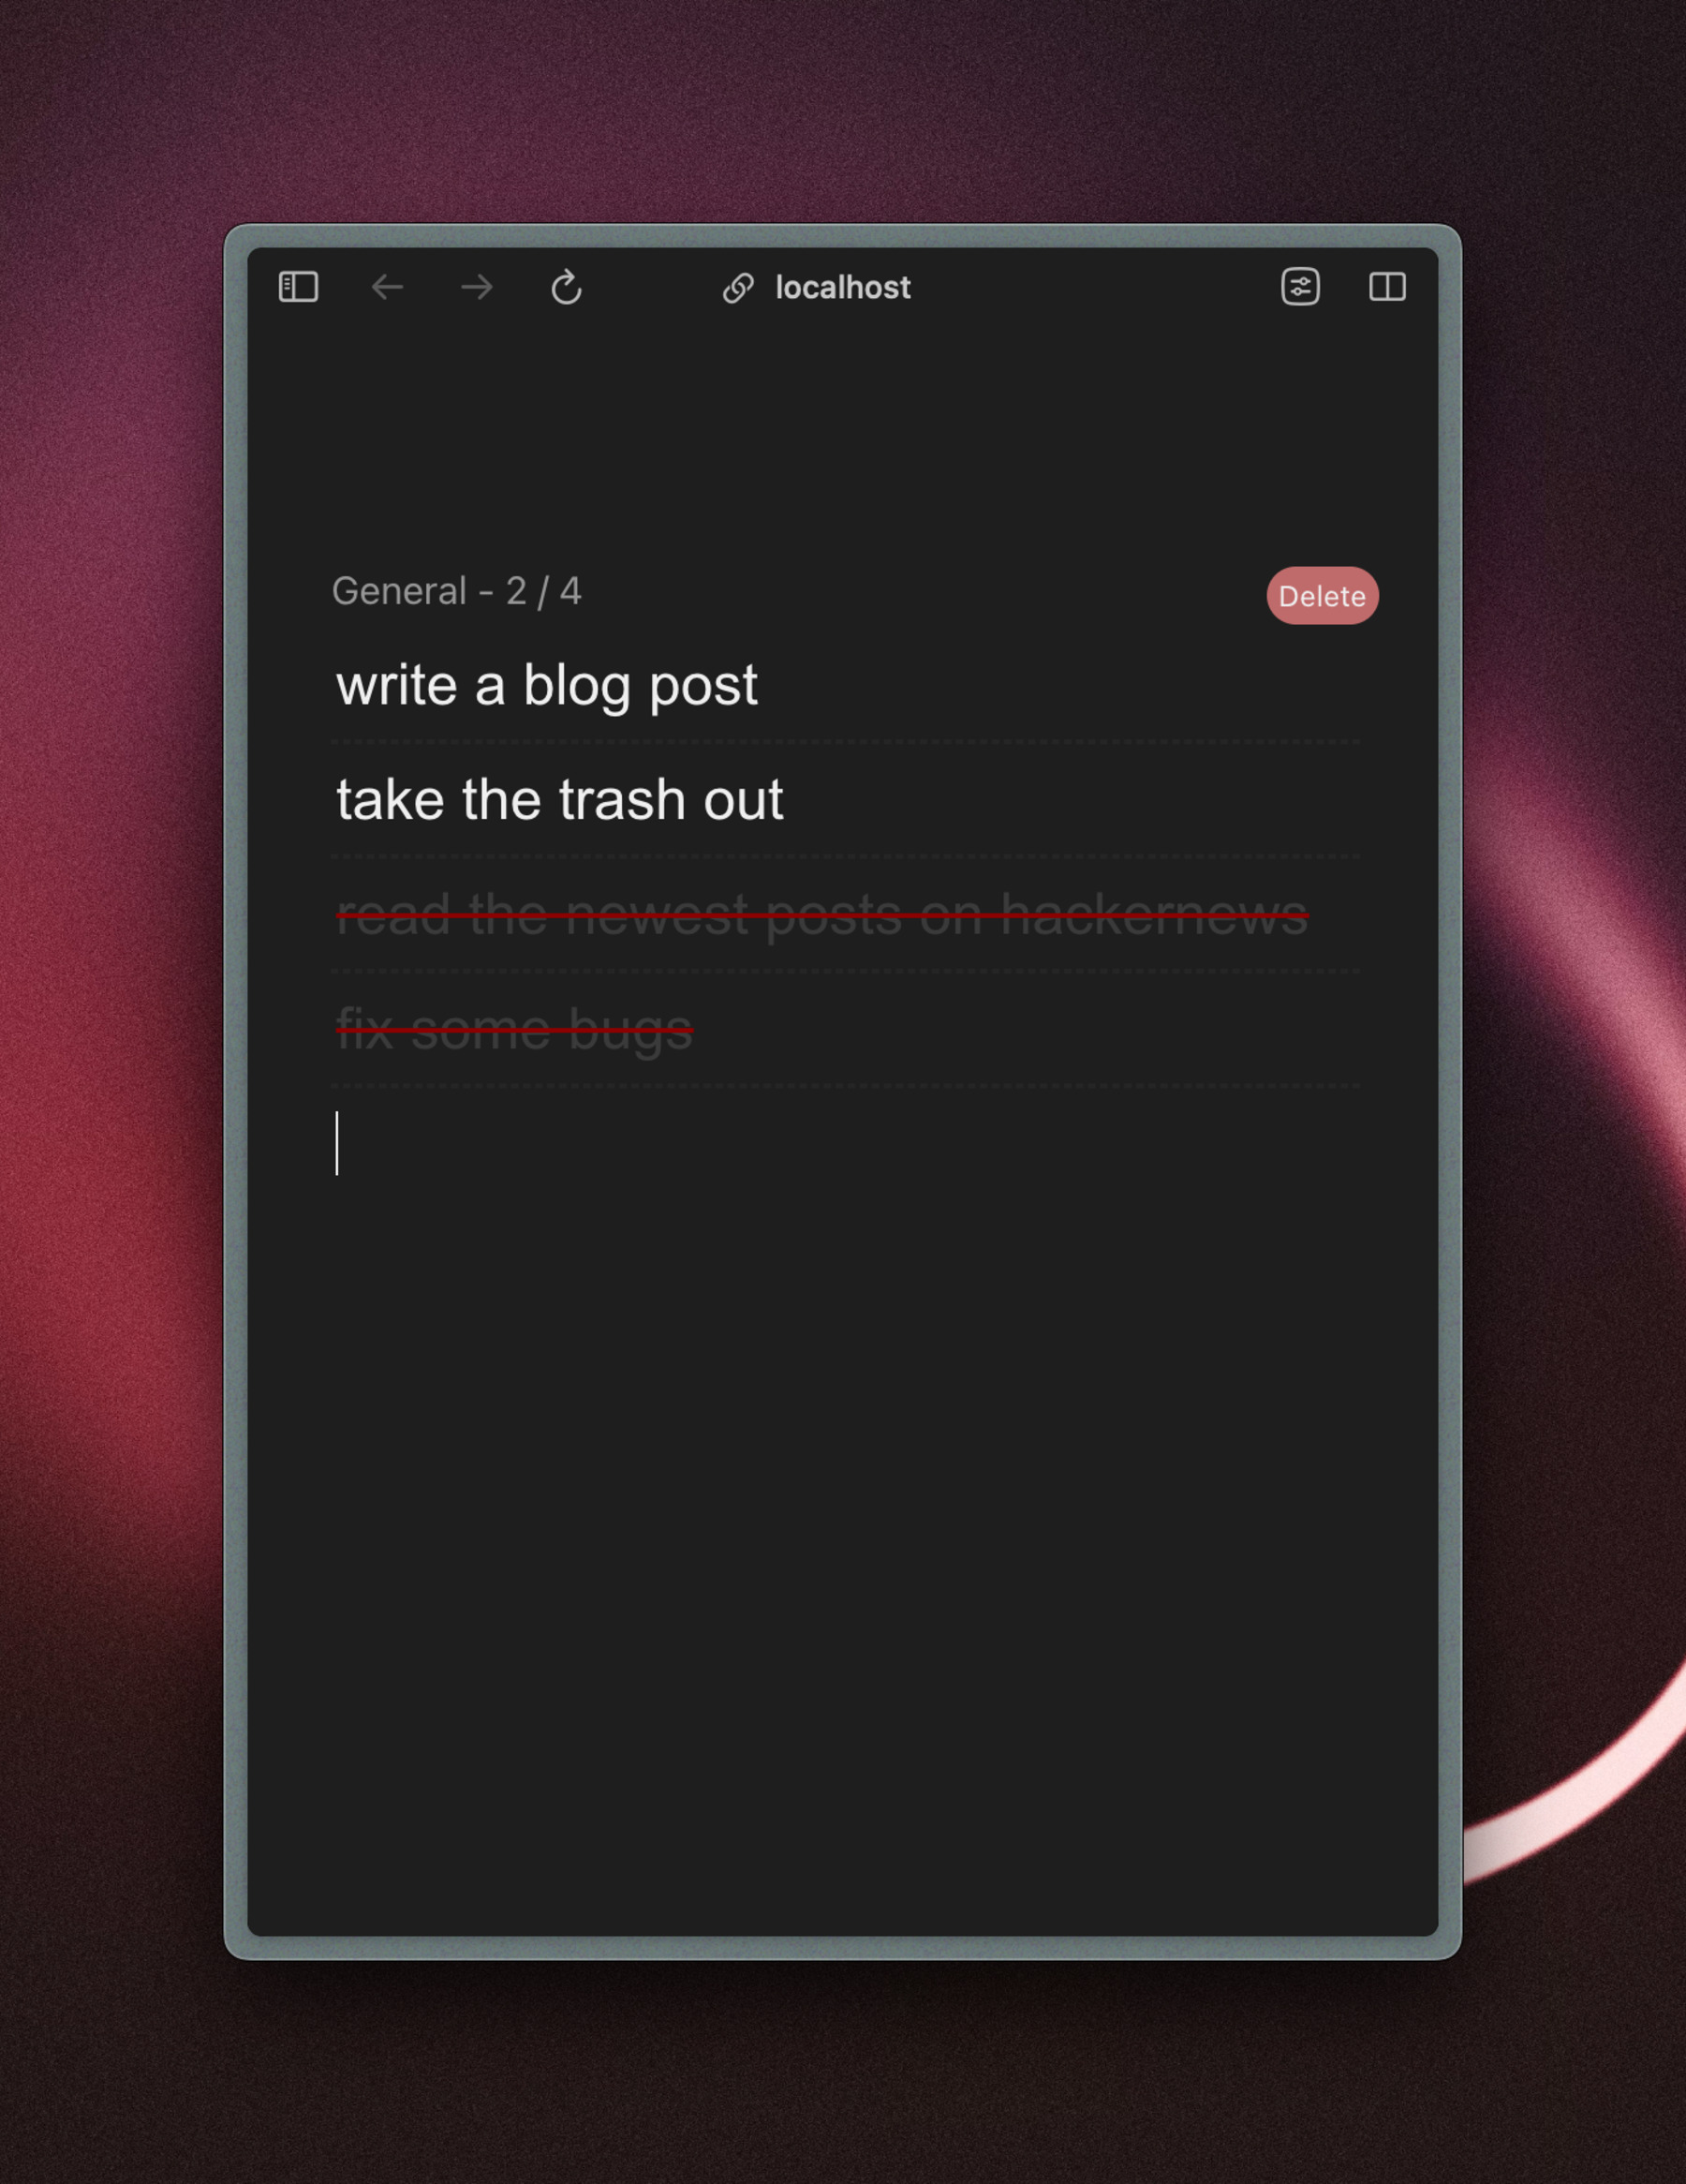 localhost
General - 2 / 4
Delete
write a blog post
take the trash out
read the newest posts on hackernews
fix some bugs